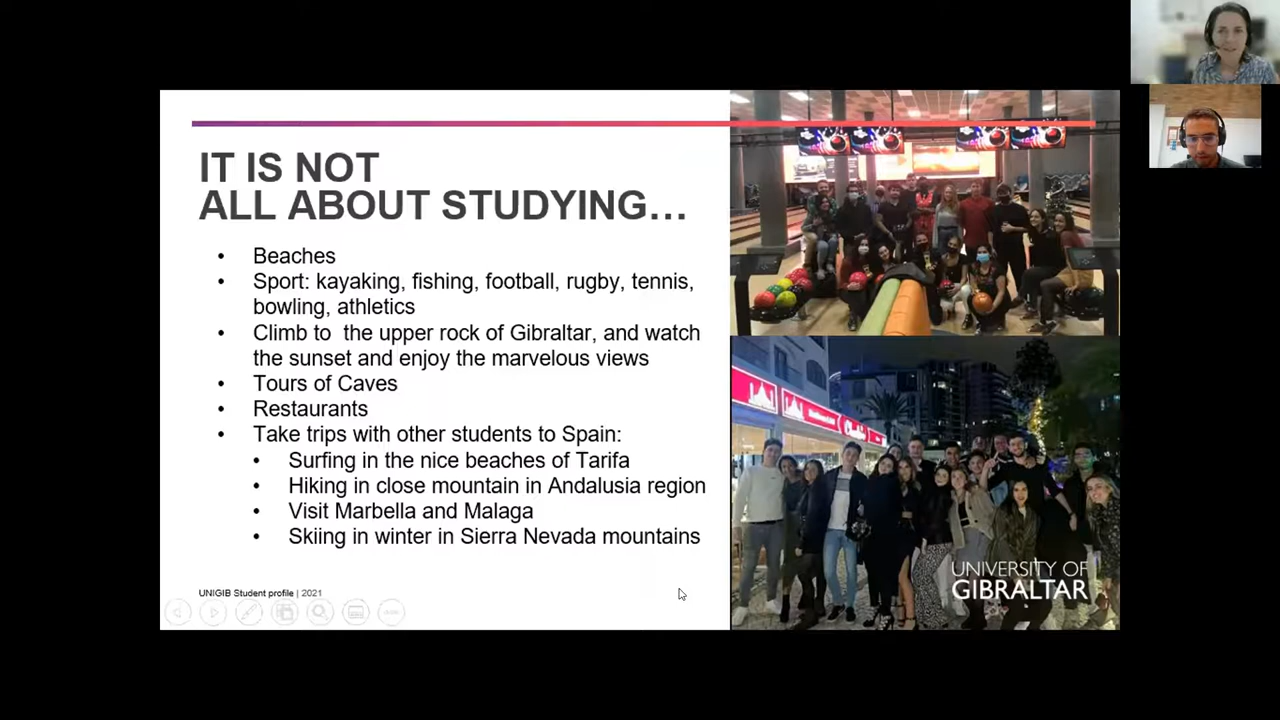 IT IS NOT
ALL ABOUT STUDYING…
• Beaches
• Sport: kayaking, fishing, football, rugby, tennis,
bowling, athletics
• Climb to the upper rock of Gibraltar, and watch
the sunset and enjoy the marvelous views
• Tours of Caves
• Restaurants
• Take trips with other students to Spain:
• Surfing in the nice beaches of Tarifa
• Hiking in close mountain in Andalusia region
• Visit Marbella and Malaga
• Skiing in winter in Sierra Nevada mountains
UNIGIB Student profile | 2021
UNIVERSITY OF
GIBRALTAR